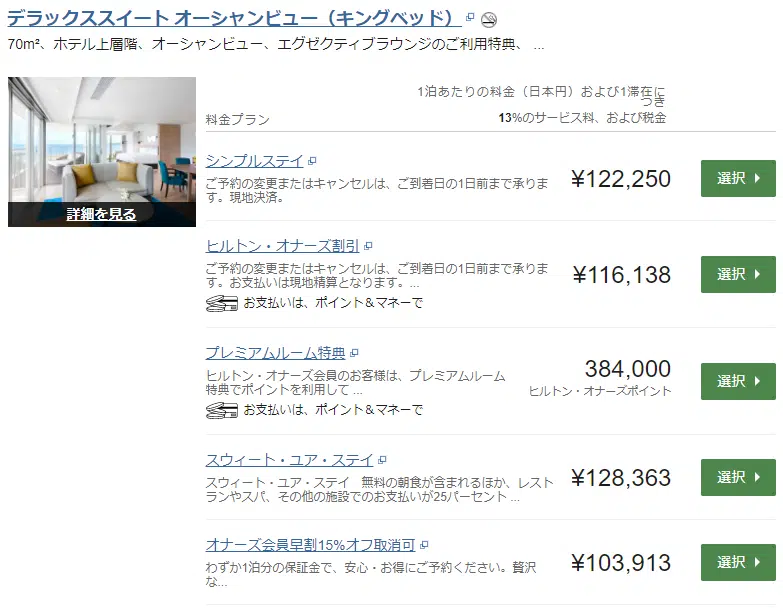 デラックススイート オーシャンビュー（キングベッド）
70m²、ホテル上層階、オーシャンビュー、エグゼクティブラウンジのご利用特典、 ...
詳細を見る
料金プラン
1泊あたりの料金（日本円）および1滞在に
つき
13%のサービス料、および税金
シンプルステイ
ご予約の変更またはキャンセルは、ご到着日の1日前まで承りま
す。現地決済。
¥122,250
選択
ヒルトン・オナーズ割引
ご予約の変更またはキャンセルは、ご到着日の1日前まで承りま
す。お支払いは現地精算となります。...
お支払いは、ポイント＆マネーで
¥116,138
選択
プレミアムルーム特典
ヒルトン・オナーズ会員のお客様は、プレミアムルーム
特典でポイントを利用して ...
お支払いは、ポイント＆マネーで
384,000
ヒルトン・オナーズポイント
選択
スウィート・ユア・ステイ
スウィート・ユア・ステイ　無料の朝食が含まれるほか、レスト
ランやスパ、その他の施設でのお支払いが25パーセント ...
¥128,363
選択
オナーズ会員早割15%オフ取消可
わずか1泊分の保証金で、安心・お得にご予約ください。贅沢
な...
¥103,913
選択